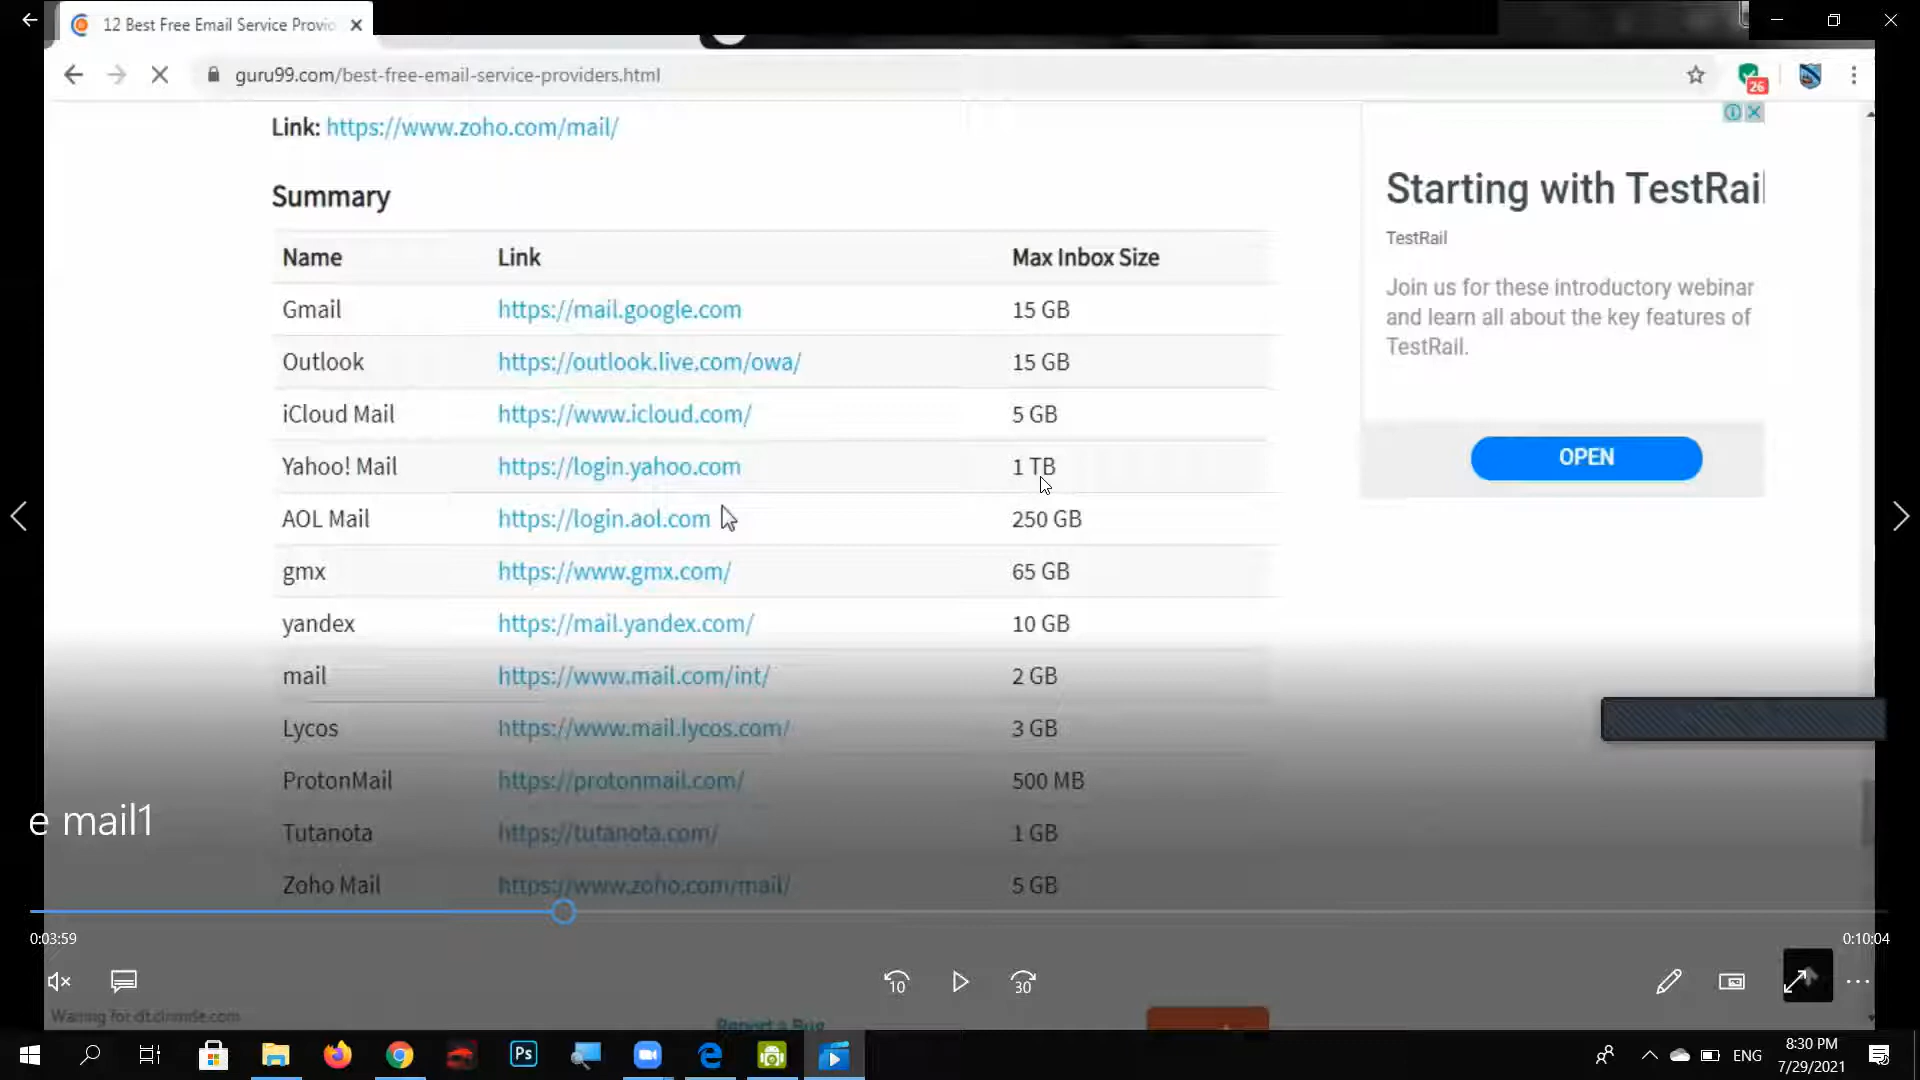 12 Best Free Email Service Provi
guru99.com/best-free-email-service-providers.html
26
Link: https://www.zoho.com/mail/
Summary
Name Link Max Inbox Size
Gmail https://mail.google.com 15 GB
Outlook https://outlook.live.com/owa/ 15 GB
iCloud Mail https://www.icloud.com/ 5 GB
Yahoo! Mail https://login.yahoo.com 1 TB
AOL Mail https://login.aol.com 250 GB
gmx https://www.gmx.com/ 65 GB
yandex https://mail.yandex.com/ 10 GB
mail https://www.mail.com/int/ 2 GB
Lycos https://www.mail.lycos.com/ 3 GB
ProtonMail https://protonmail.com/ 500 MB
Tutanota https://tutanota.com/ 1 GB
Zoho Mail https://www.zoho.com/mail/ 5 GB
Starting with TestRail
TestRail
Join us for these introductory webinar
and learn all about the key features of
TestRail.
OPEN
e mail1
0:03:59
0:10:04
10
30
Waiting for
Report a Bug
Ps
ENG
8:30 PM
7/29/2021